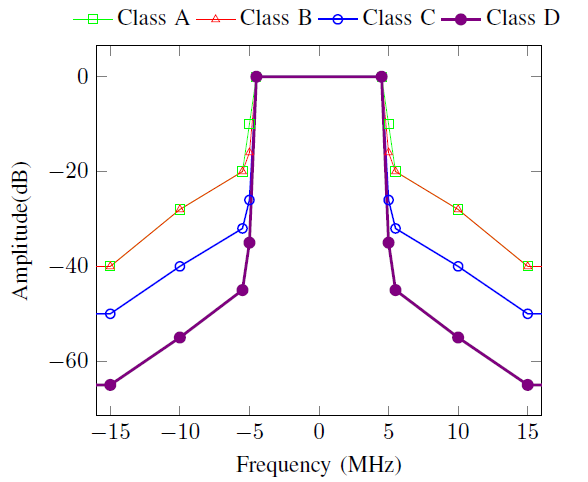 Class A Class B Class C Class D
0
−20
−40
−60
Amplitude(dB)
−15 −10 −5 0 5 10 15
Frequency (MHz)